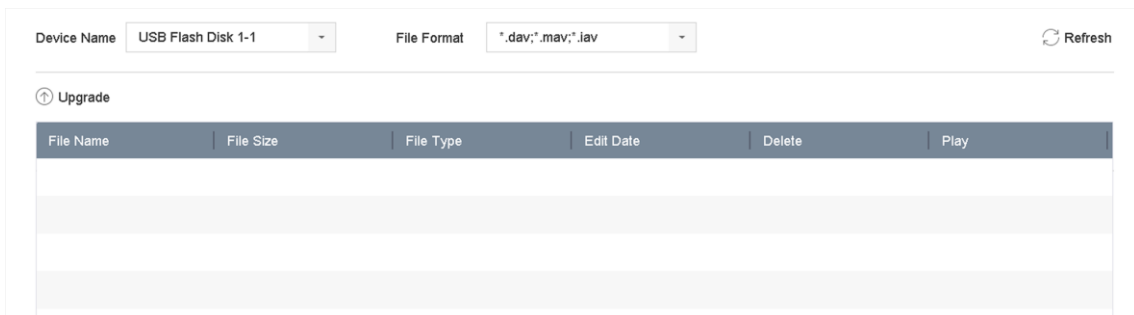 Device Name USB Flash Disk 1-1 File Format *.dav;*.mav;*.iav Refresh
Upgrade
File Name File Size File Type Edit Date Delete Play